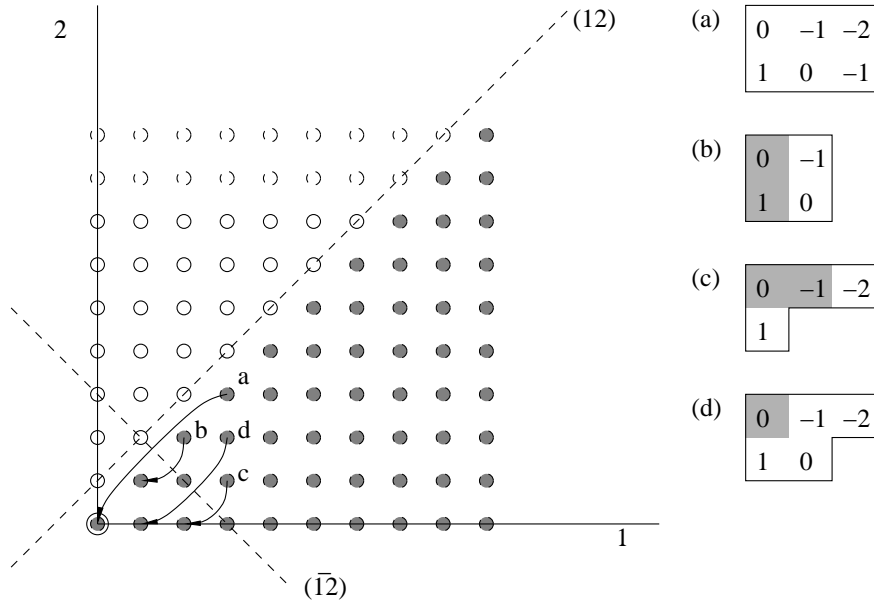 2
(12)
a
b
d
c
1
(1̅2)
(a)
0 –1 –2
1 0 –1
(b)
0 –1
1 0
(c)
0 –1 –2
1
(d)
0 –1 –2
1 0